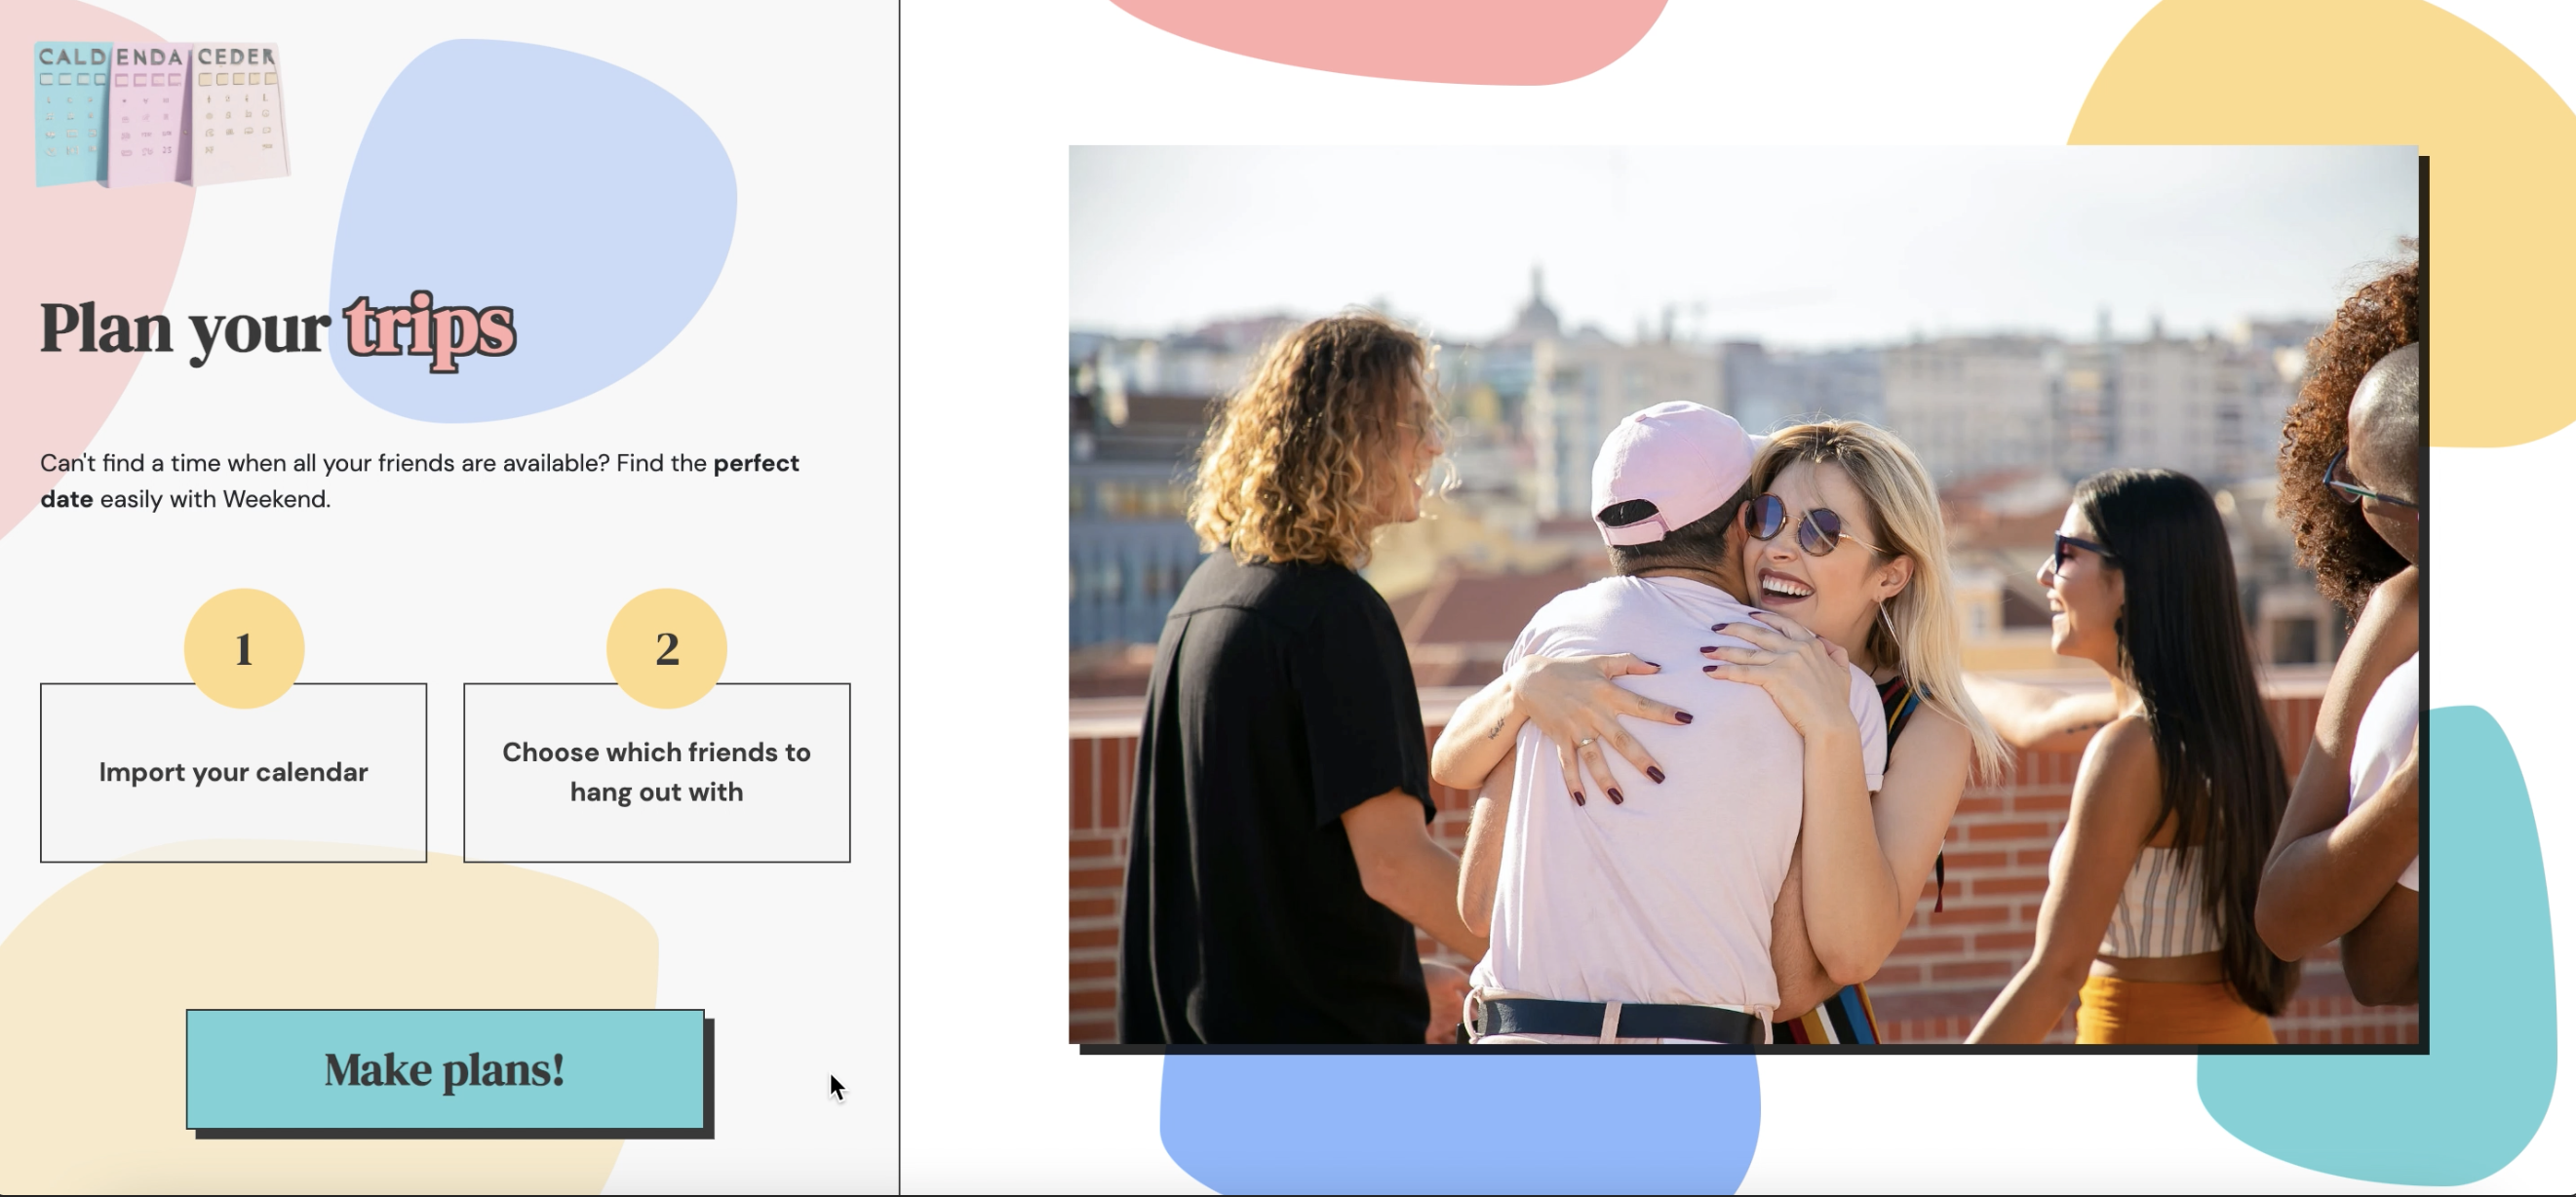 CALD ENDA CEDER
Plan your trips
Can't find a time when all your friends are available? Find the perfect
date easily with Weekend.
1
2
Import your calendar
Choose which friends to
hang out with
Make plans!